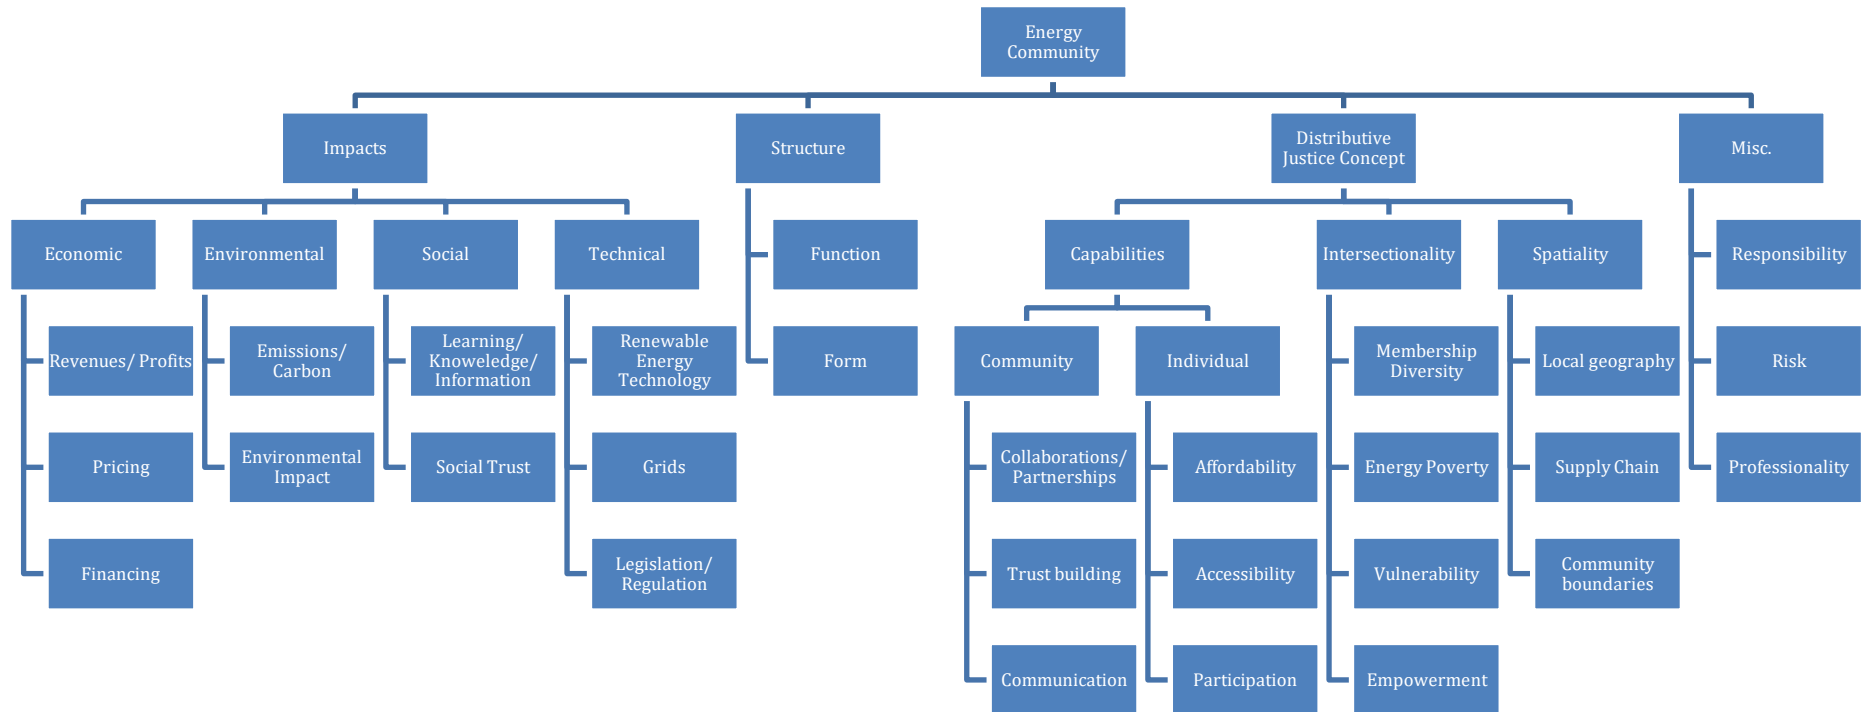 Energy
Community
Impacts
Structure
Distributive
Justice Concept
Misc.
Economic
Environmental
Social
Technical
Function
Capabilities
Intersectionality
Spatiality
Responsibility
Revenues/ Profits
Emissions/
Carbon
Learning/
Knoweledge/
Information
Renewable
Energy
Technology
Form
Community
Individual
Membership
Diversity
Local geography
Risk
Pricing
Environmental
Impact
Social Trust
Grids
Collaborations/
Partnerships
Affordability
Energy Poverty
Supply Chain
Professionality
Financing
Legislation/
Regulation
Trust building
Accessibility
Vulnerability
Community
boundaries
Communication
Participation
Empowerment